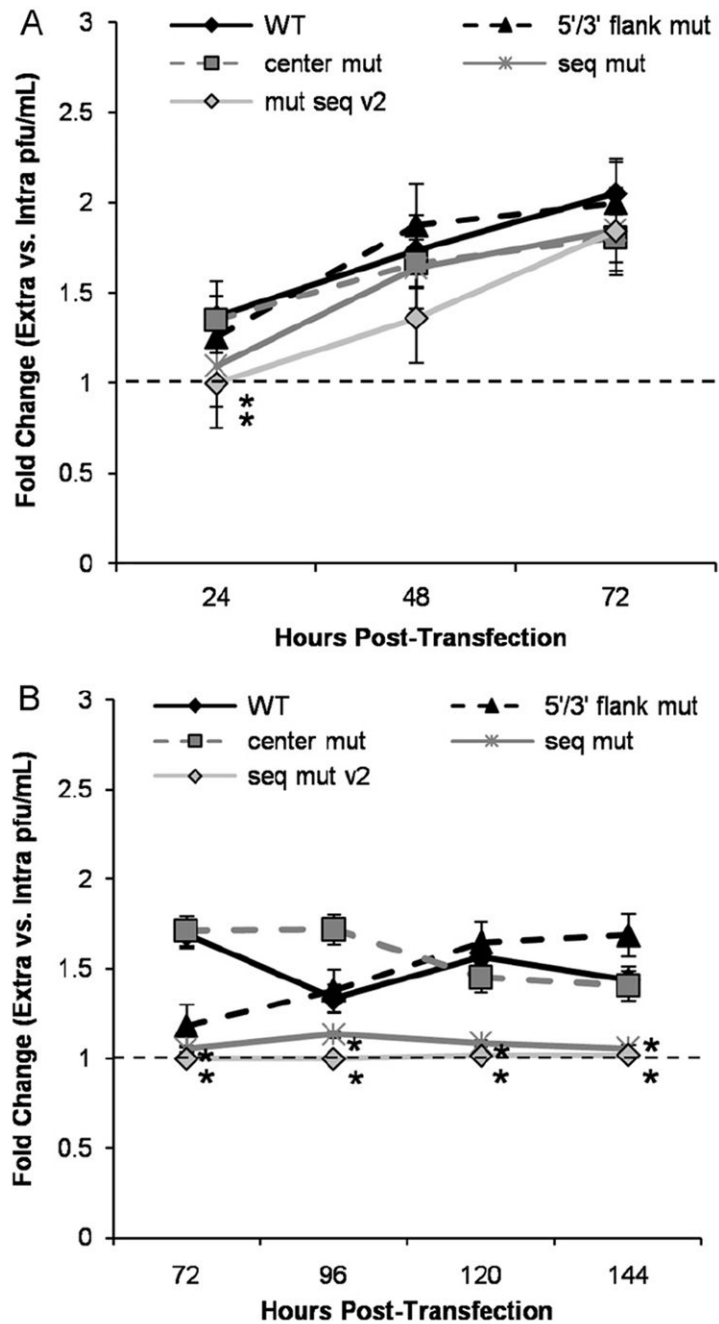 A
WT
5'/3' flank mut
center mut
seq mut
mut seq v2
3
2.5
2
1.5
1
0.5
0
* 
*
Fold Change (Extra vs. Intra pfu/mL)
24 48 72
Hours Post-Transfection
B
WT
5'/3' flank mut
center mut
seq mut
seq mut v2
3
2.5
2
1.5
1
0.5
0
* * * *
* * * *
Fold Change (Extra vs. Intra pfu/mL)
72 96 120 144
Hours Post-Transfection